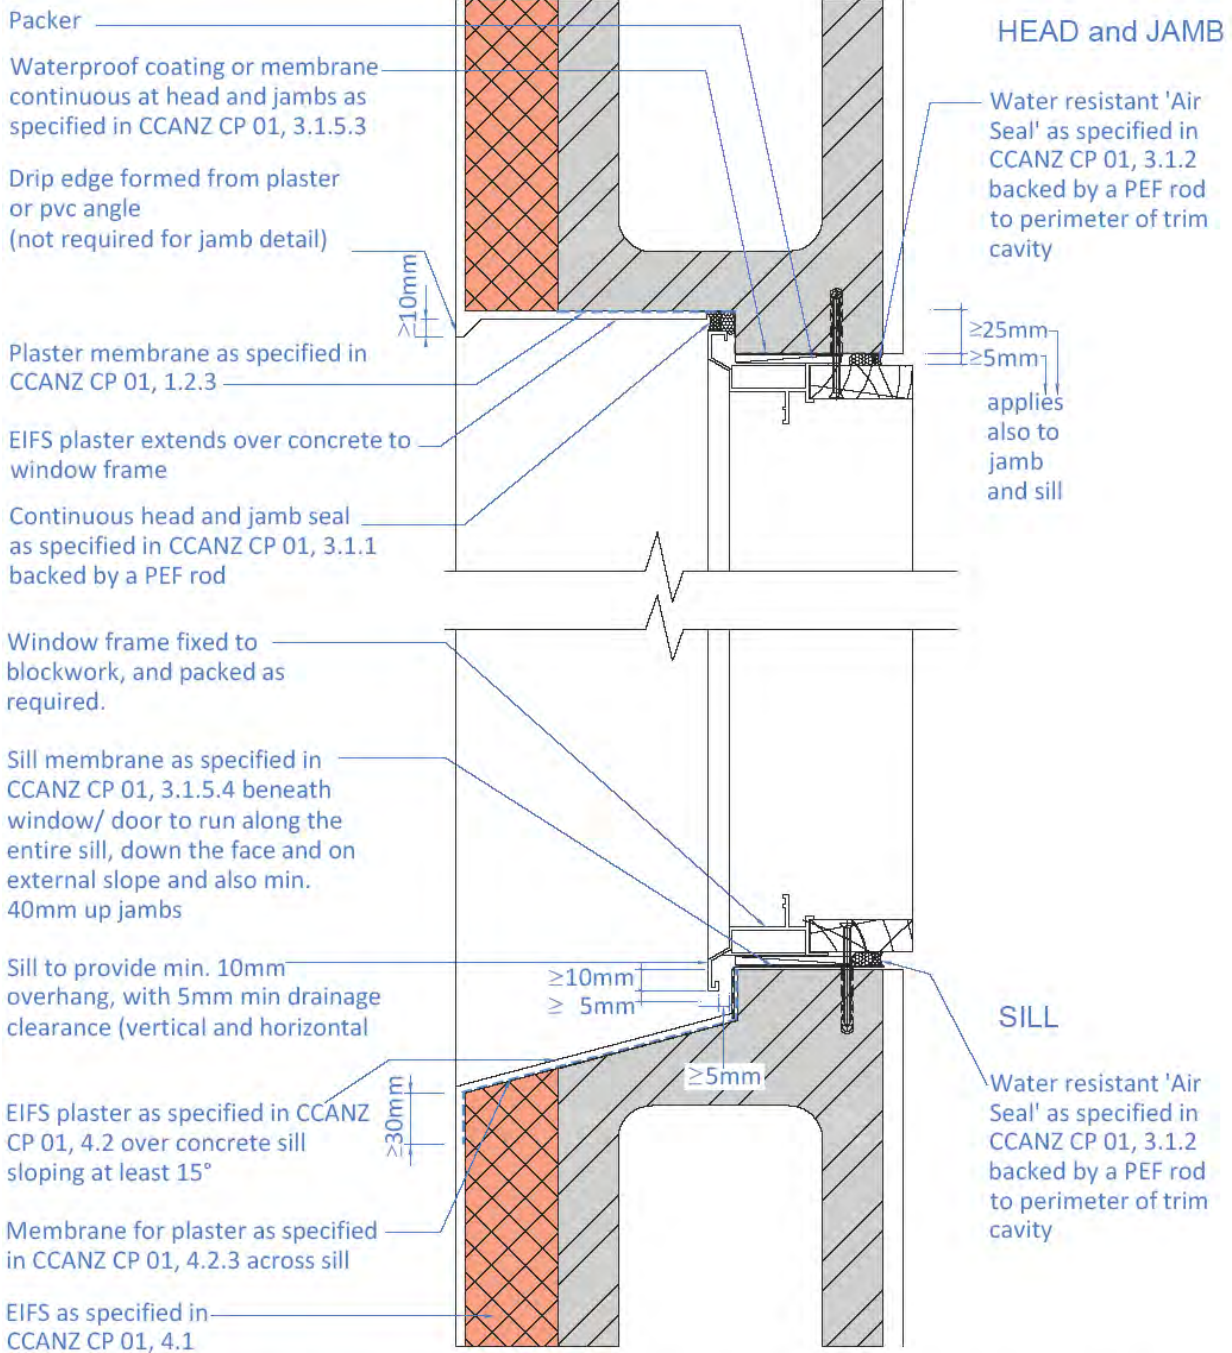 Packer
Waterproof coating or membrane
continuous at head and jambs as
specified in CCANZ CP 01, 3.1.5.3
Drip edge formed from plaster
or pvc angle
(not required for jamb detail)
≥10mm
Plaster membrane as specified in
CCANZ CP 01, 1.2.3
EIFS plaster extends over concrete to
window frame
Continuous head and jamb seal
as specified in CCANZ CP 01, 3.1.1
backed by a PEF rod
HEAD and JAMB
Water resistant 'Air
Seal' as specified in
CCANZ CP 01, 3.1.2
backed by a PEF rod
to perimeter of trim
cavity
≥25mm
≥5mm
applies
also to
jamb
and sill
Window frame fixed to
blockwork, and packed as
required.
Sill membrane as specified in
CCANZ CP 01, 3.1.5.4 beneath
window/ door to run along the
entire sill, down the face and on
external slope and also min.
40mm up jambs
Sill to provide min. 10mm
overhang, with 5mm min drainage
clearance (vertical and horizontal
≥10mm
≥ 5mm
≥5mm
EIFS plaster as specified in CCANZ
CP 01, 4.2 over concrete sill
sloping at least 15°
≥30mm
Membrane for plaster as specified
in CCANZ CP 01, 4.2.3 across sill
EIFS as specified in
CCANZ CP 01, 4.1
SILL
Water resistant 'Air
Seal' as specified in
CCANZ CP 01, 3.1.2
backed by a PEF rod
to perimeter of trim
cavity